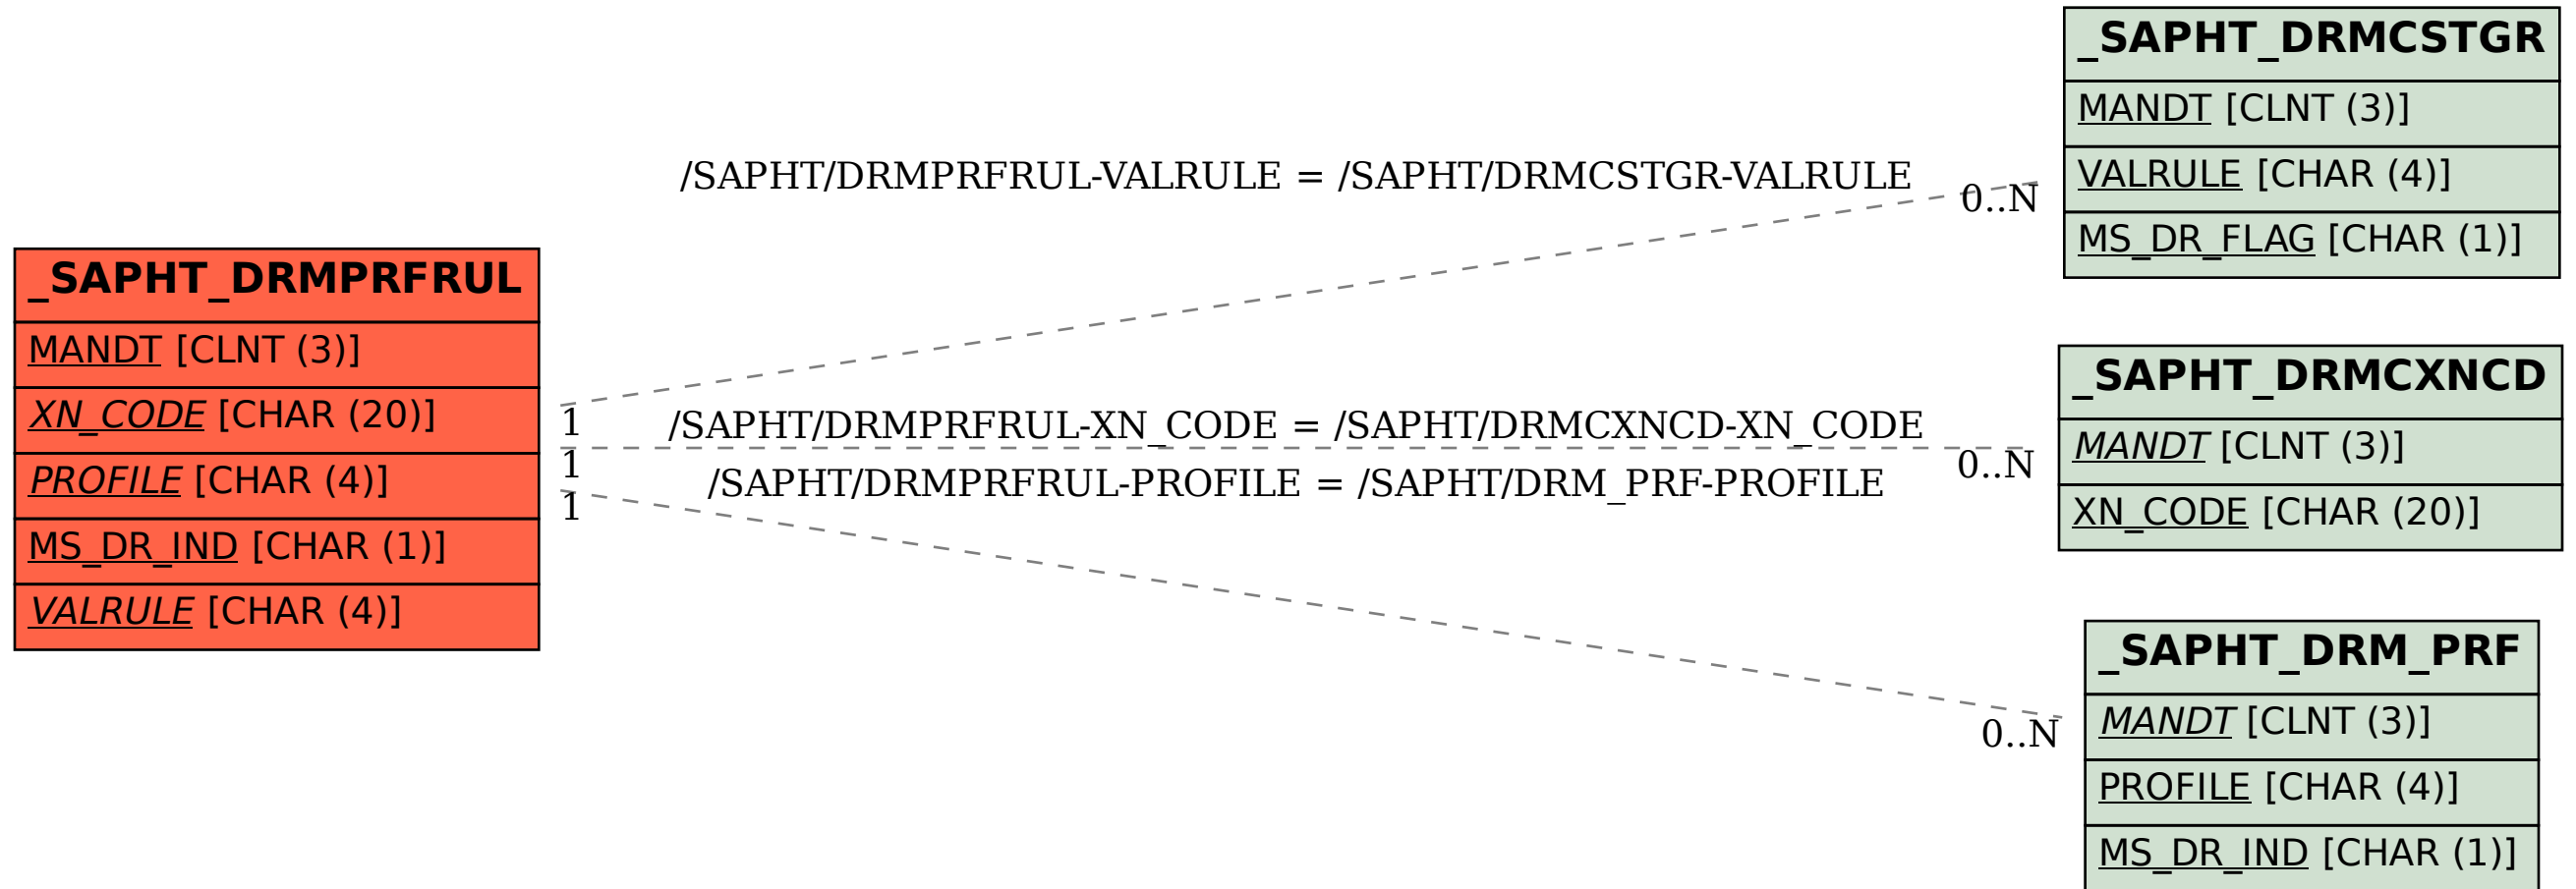 _SAPHT_DRMPRFRUL
MANDT [CLNT (3)]
XN_CODE [CHAR (20)]
PROFILE [CHAR (4)]
MS_DR_IND [CHAR (1)]
VALRULE [CHAR (4)]
/SAPHT/DRMPRFRUL-VALRULE = /SAPHT/DRMCSTGR-VALRULE
0..N
1
/SAPHT/DRMPRFRUL-XN_CODE = /SAPHT/DRMCXNCD-XN_CODE
0..N
1
/SAPHT/DRMPRFRUL-PROFILE = /SAPHT/DRM_PRF-PROFILE
0..N
1
_SAPHT_DRMCSTGR
MANDT [CLNT (3)]
VALRULE [CHAR (4)]
MS_DR_FLAG [CHAR (1)]
_SAPHT_DRMCXNCD
MANDT [CLNT (3)]
XN_CODE [CHAR (20)]
_SAPHT_DRM_PRF
MANDT [CLNT (3)]
PROFILE [CHAR (4)]
MS_DR_IND [CHAR (1)]